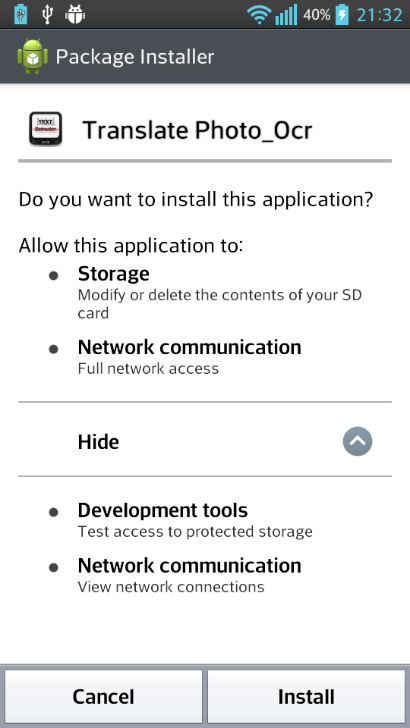 40% 21:32
Package Installer
TEXT
Translate Photo_Ocr
Do you want to install this application?
Allow this application to:
Storage
Modify or delete the contents of your SD
card
Network communication
Full network access
Hide
Development tools
Test access to protected storage
Network communication
View network connections
Cancel Install